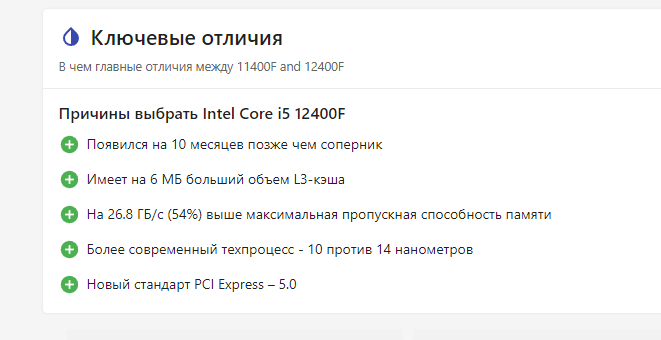 Ключевые отличия
В чем главные отличия между 11400F and 12400F
Причины выбрать Intel Core i5 12400F
Появился на 10 месяцев позже чем соперник
Имеет на 6 МБ больший объем L3-кэша
На 26.8 ГБ/с (54%) выше максимальная пропускная способность памяти
Более современный техпроцесс - 10 против 14 нанометров
Новый стандарт PCI Express – 5.0